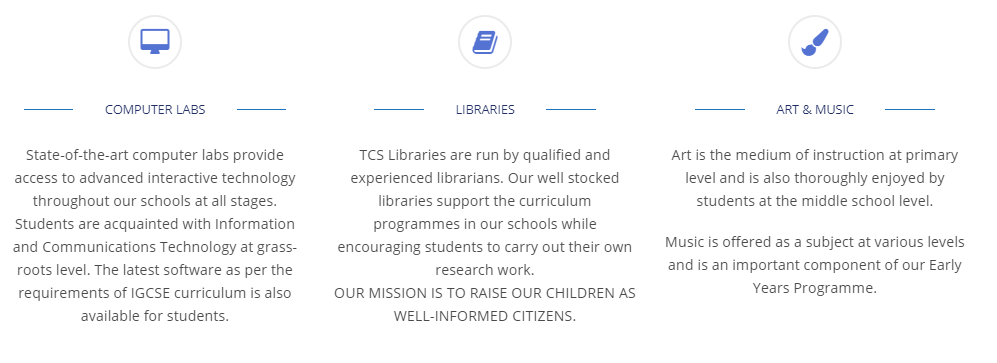 COMPUTER LABS
State-of-the-art computer labs provide
access to advanced interactive technology
throughout our schools at all stages.
Students are acquainted with Information
and Communications Technology at grass-
roots level. The latest software as per the
requirements of IGCSE curriculum is also
available for students.
LIBRARIES
TCS Libraries are run by qualified and
experienced librarians. Our well stocked
libraries support the curriculum
programmes in our schools while
encouraging students to carry out their own
research work.
OUR MISSION IS TO RAISE OUR CHILDREN AS
WELL-INFORMED CITIZENS.
ART & MUSIC
Art is the medium of instruction at primary
level and is also thoroughly enjoyed by
students at the middle school level.
Music is offered as a subject at various levels
and is an important component of our Early
Years Programme.